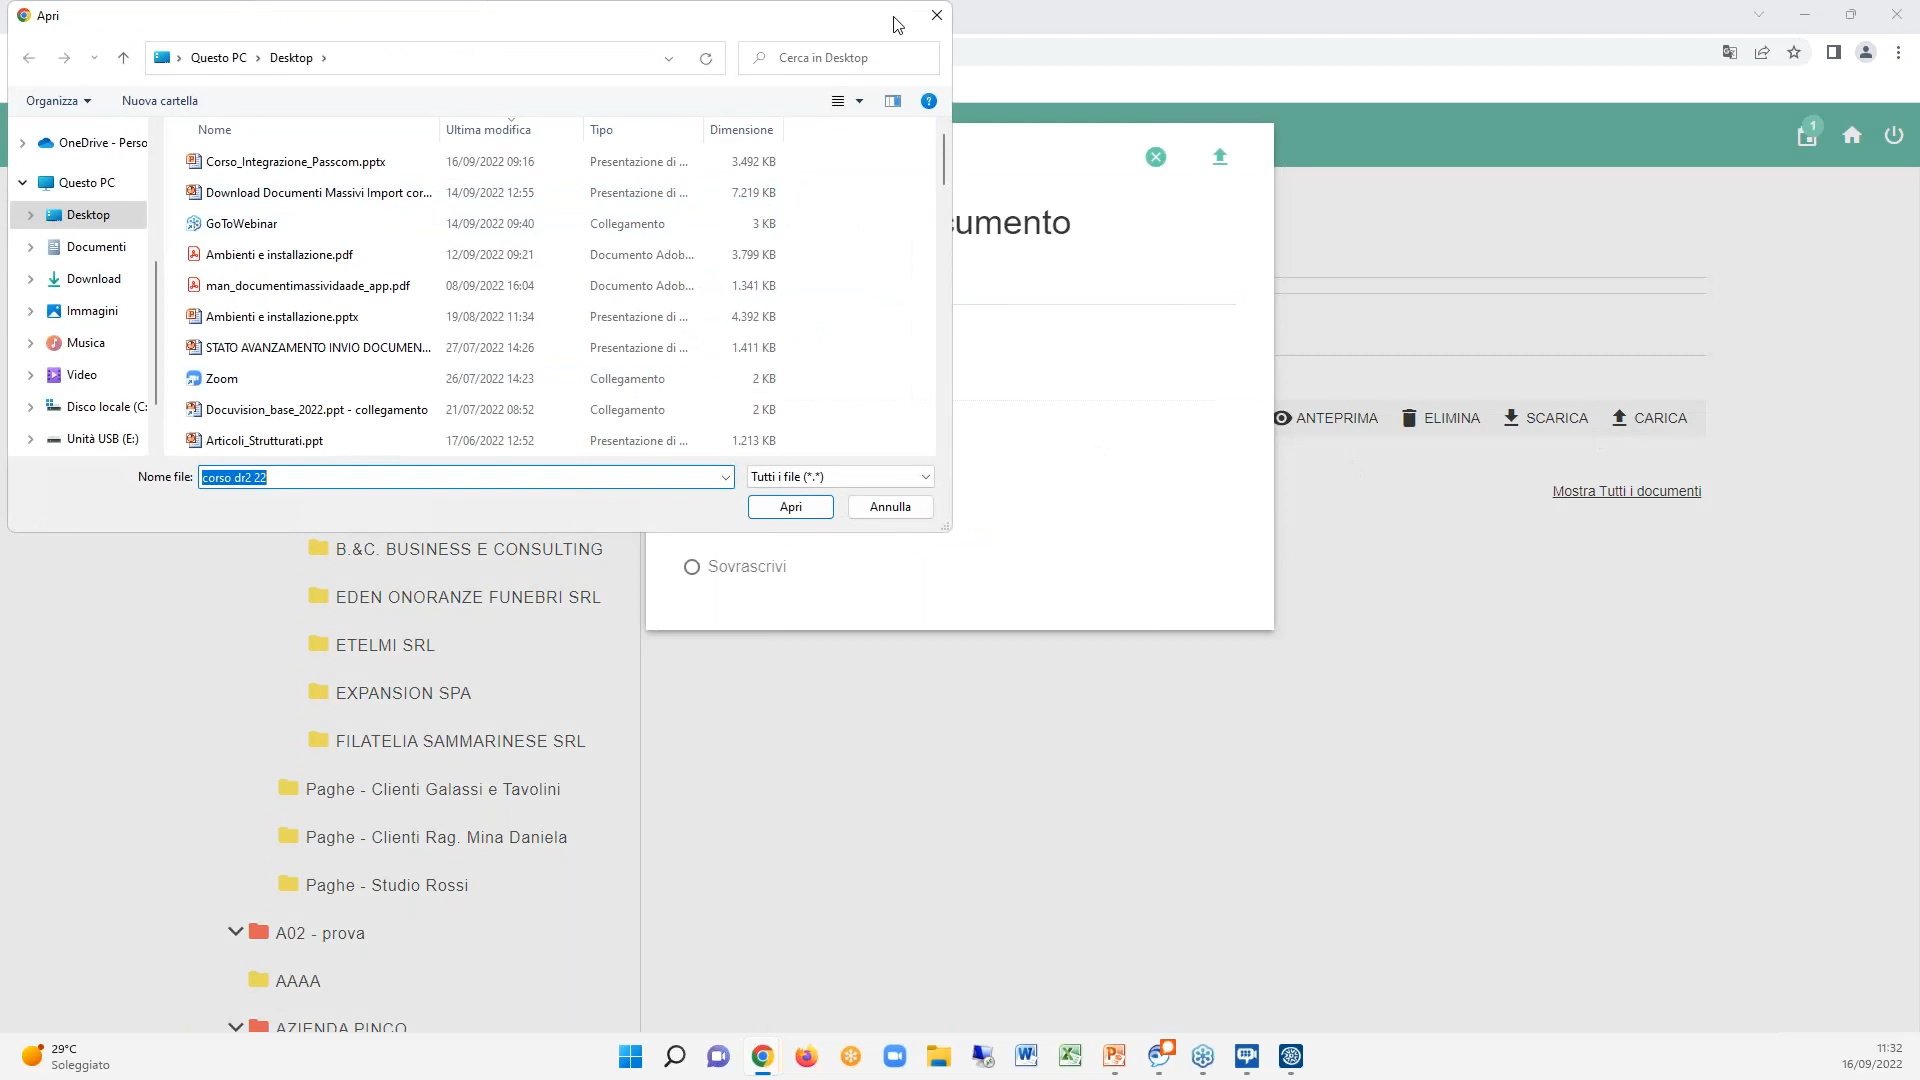 Apri
Questo PC > Desktop >
Cerca in Desktop
Organizza
Nuova cartella
?
OneDrive - Perso
Questo PC
Desktop
Documenti
Download
Immagini
Musica
Video
Disco locale (C:
Unità USB (E:)
Nome Ultima modifica Tipo Dimensione
Corso_Integrazione_Passcom.pptx 16/09/2022 09:16 Presentazione di ... 3.492 KB
Download Documenti Massivi Import cor... 14/09/2022 12:55 Presentazione di ... 7.219 KB
GoToWebinar 14/09/2022 09:40 Collegamento 3 KB
Ambienti e installazione.pdf 12/09/2022 09:21 Documento Adob... 3.799 KB
man_documentimassividaade_app.pdf 08/09/2022 16:04 Documento Adob... 1.341 KB
Ambienti e installazione.pptx 19/08/2022 11:34 Presentazione di ... 4.392 KB
STATO AVANZAMENTO INVIO DOCUMEN... 27/07/2022 14:26 Presentazione di ... 1.411 KB
Zoom 26/07/2022 14:23 Collegamento 2 KB
Docuvision_base_2022.ppt - collegamento 21/07/2022 08:52 Collegamento 2 KB
Articoli_Strutturati.ppt 17/06/2022 12:52 Presentazione di ... 1.213 KB
Nome file: corso dr2 22 Tutti i file (*.*)
Apri Annulla
1
cumento
ANTEPRIMA ELIMINA SCARICA CARICA
Mostra Tutti i documenti
Sovrascrivi
B.&C. BUSINESS E CONSULTING
EDEN ONORANZE FUNEBRI SRL
ETELMI SRL
EXPANSION SPA
FILATELIA SAMMARINESE SRL
Paghe - Clienti Galassi e Tavolini
Paghe - Clienti Rag. Mina Daniela
Paghe - Studio Rossi
A02 - prova
AAAA
AZIENDA PINCO
29°C
Soleggiato
11:32
16/09/2022